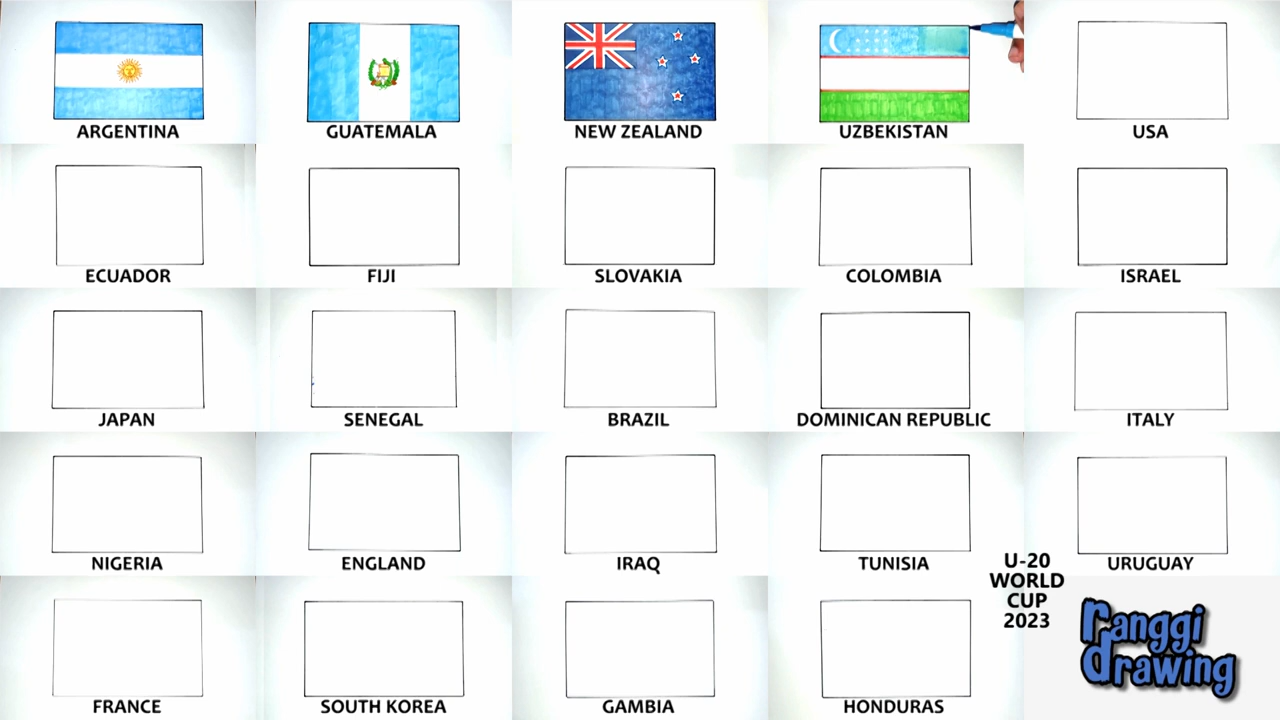 ARGENTINA
GUATEMALA
NEW ZEALAND
UZBEKISTAN
USA
ECUADOR
FIJI
SLOVAKIA
COLOMBIA
ISRAEL
JAPAN
SENEGAL
BRAZIL
DOMINICAN REPUBLIC
ITALY
NIGERIA
ENGLAND
IRAQ
TUNISIA
URUGUAY
U-20
WORLD
CUP
2023
FRANCE
SOUTH KOREA
GAMBIA
HONDURAS
ranggi
drawing